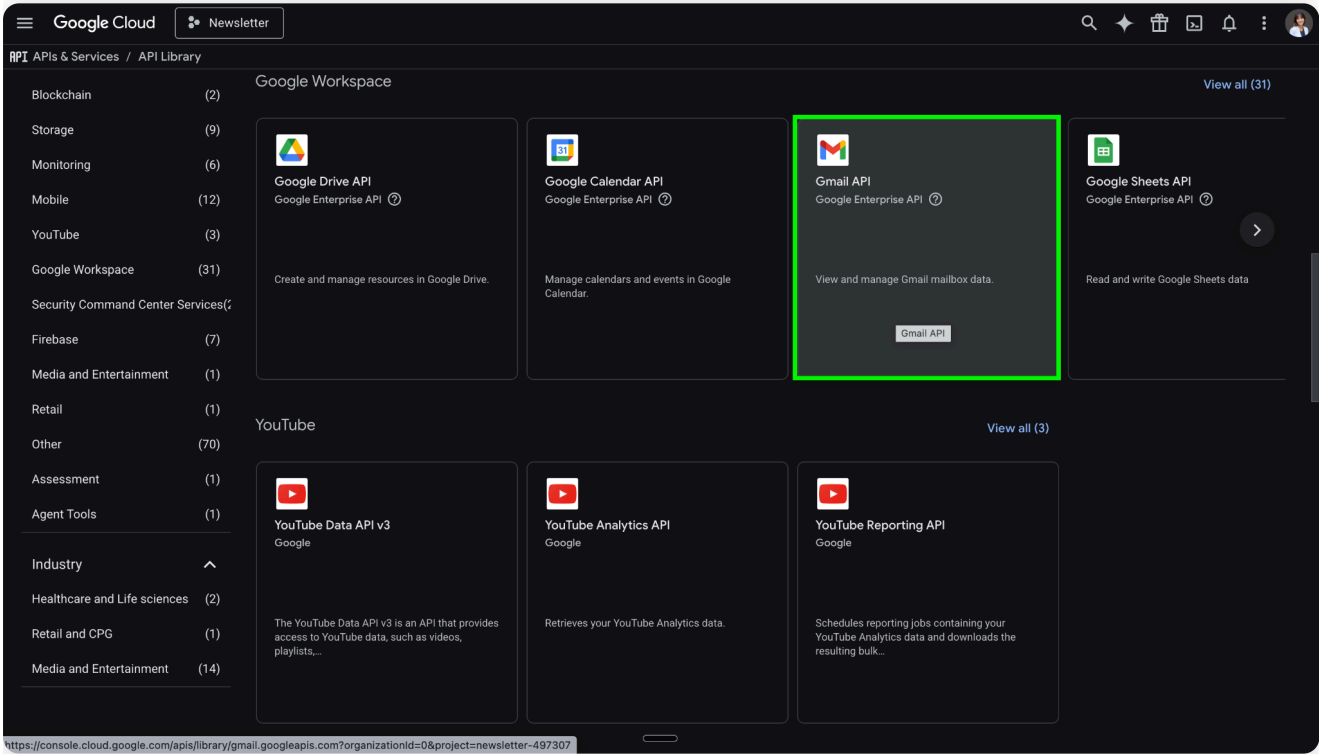 Google Cloud
Newsletter
API APIs & Services / API Library
Blockchain (2)
Storage (9)
Monitoring (6)
Mobile (12)
YouTube (3)
Google Workspace (31)
Security Command Center Services(2
Firebase (7)
Media and Entertainment (1)
Retail (1)
Other (70)
Assessment (1)
Agent Tools (1)
Industry
Healthcare and Life sciences (2)
Retail and CPG (1)
Media and Entertainment (14)
Google Workspace
View all (31)
Google Drive API
Google Enterprise API
Create and manage resources in Google Drive.
31
Google Calendar API
Google Enterprise API
Manage calendars and events in Google
Calendar.
Gmail API
Google Enterprise API
View and manage Gmail mailbox data.
Gmail API
Google Sheets API
Google Enterprise API
Read and write Google Sheets data
YouTube
View all (3)
YouTube Data API v3
Google
The YouTube Data API v3 is an API that provides
access to YouTube data, such as videos,
playlists,...
YouTube Analytics API
Google
Retrieves your YouTube Analytics data.
YouTube Reporting API
Google
Schedules reporting jobs containing your
YouTube Analytics data and downloads the
resulting bulk...
https://console.cloud.google.com/apis/library/gmail.googleapis.com?organizationId=0&project=newsletter-497307